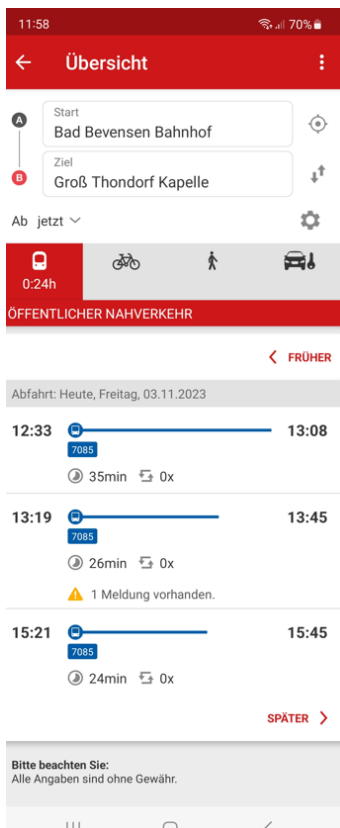 11:58 70%
Übersicht
A Start
Bad Bevensen Bahnhof
B Ziel
Groß Thondorf Kapelle
Ab jetzt
0:24h
ÖFFENTLICHER NAHVERKEHR
FRÜHER
Abfahrt: Heute, Freitag, 03.11.2023
12:33 13:08
7085
35min 0x
13:19 13:45
7085
26min 0x
1 Meldung vorhanden.
15:21 15:45
7085
24min 0x
SPÄTER
Bitte beachten Sie:
Alle Angaben sind ohne Gewähr.